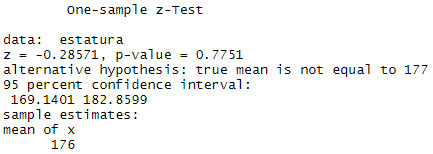 One-sample z-Test
data:  estatura
z = -0.28571, p-value = 0.7751
alternative hypothesis: true mean is not equal to 177
95 percent confidence interval:
 169.1401 182.8599
sample estimates:
mean of x
      176